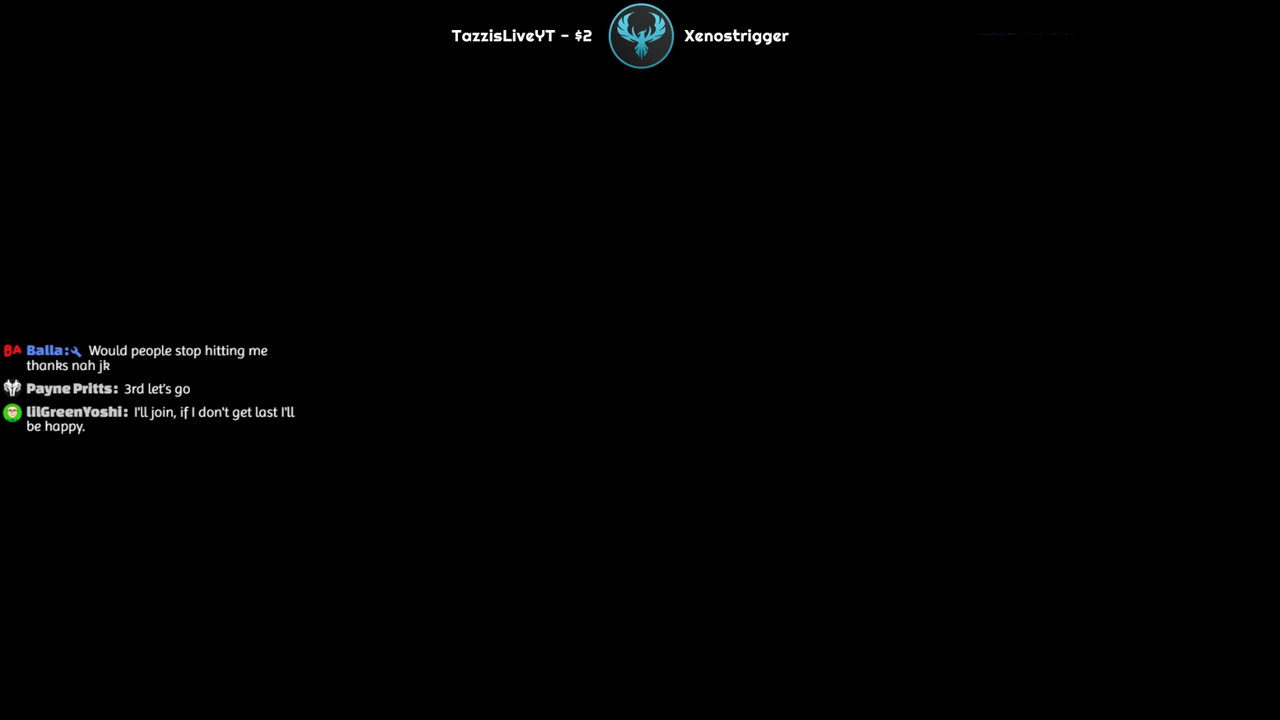 TazzisLiveYT - $2
Xenostrigger
BA Balla: Would people stop hitting me
thanks nah jk
Payne Pritts: 3rd let's go
lilGreenYoshi: I'll join, if I don't get last I'll
be happy.